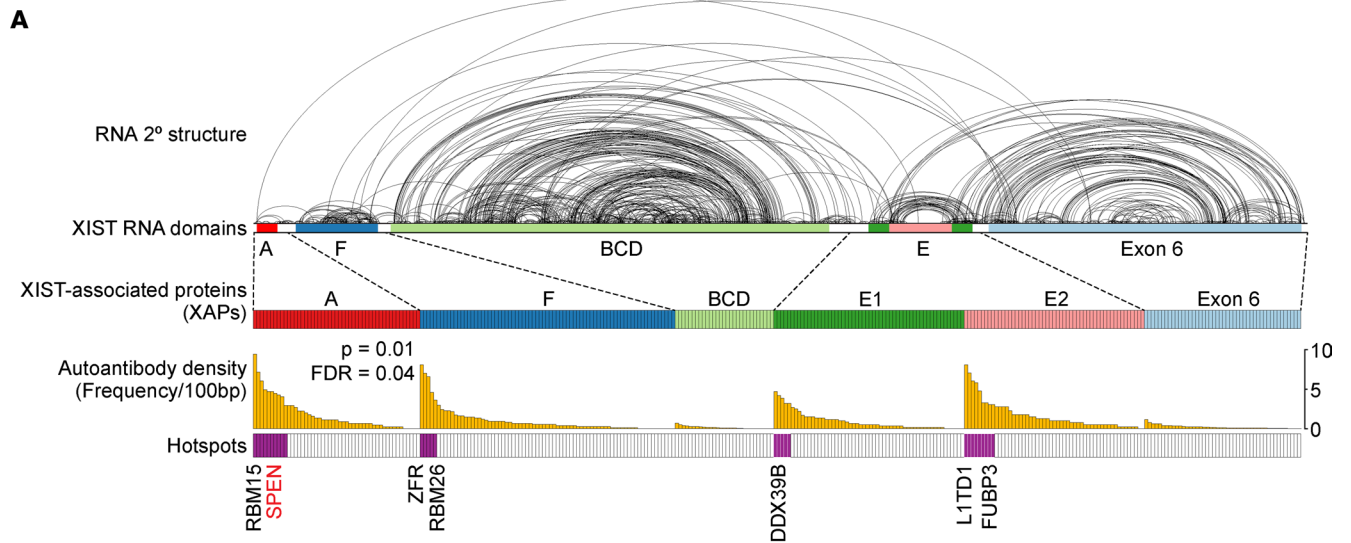 A
RNA 2º structure
XIST RNA domains
A F BCD E Exon 6
XIST-associated proteins
(XAPs)
A F BCD E1 E2 Exon 6
p = 0.01
FDR = 0.04
Autoantibody density
(Frequency/100bp)
10
5
0
Hotspots
RBM15
SPEN
ZFR
RBM26
DDX39B
L1TD1
FUBP3